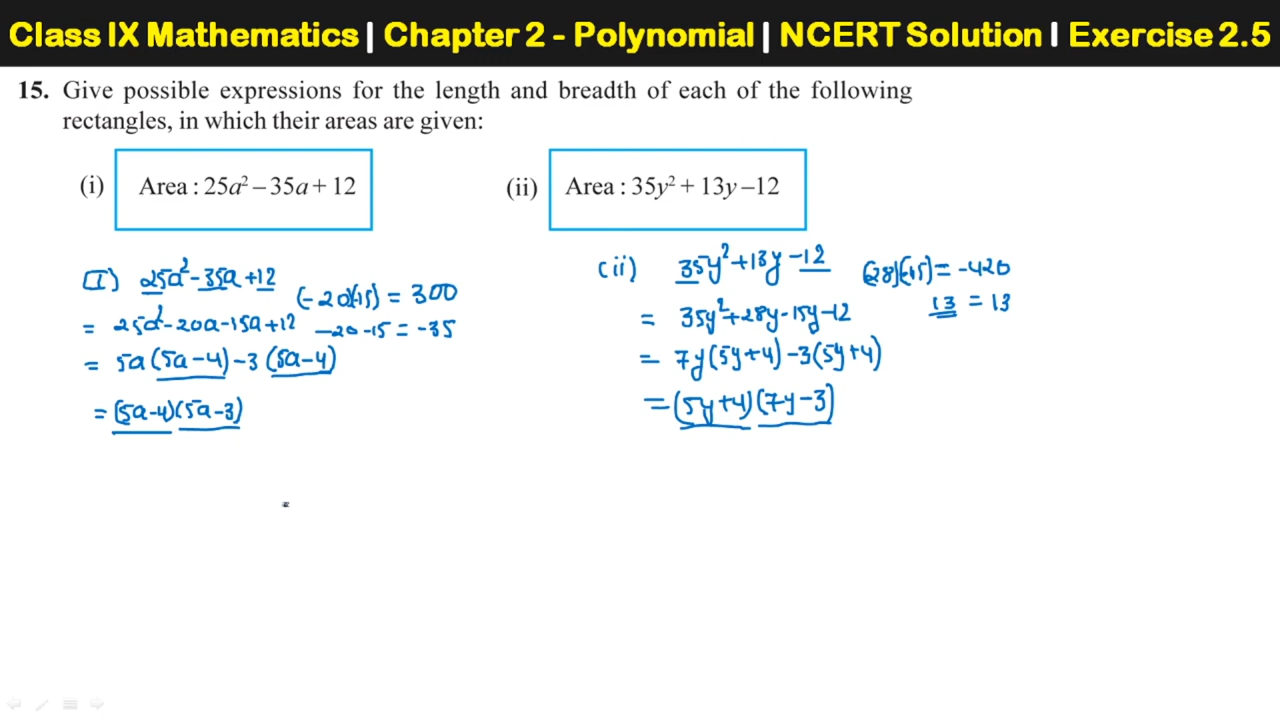 Class IX Mathematics | Chapter 2 - Polynomial | NCERT Solution I Exercise 2.5
15. Give possible expressions for the length and breadth of each of the following
rectangles, in which their areas are given:
(i) Area : 25a² – 35a + 12
(ii) Area : 35y² + 13y – 12
(I) 25a² - 35a + 12
(-20)(-15) = 300
= 25a² - 20a - 15a + 12
-20 - 15 = -35
= 5a (5a - 4) - 3 (5a - 4)
= (5a - 4) (5a - 3)
(ii) 35y² + 13y - 12
(28)(-15) = -420
13 = 13
= 35y² + 28y - 15y - 12
= 7y (5y + 4) - 3 (5y + 4)
= (5y + 4) (7y - 3)